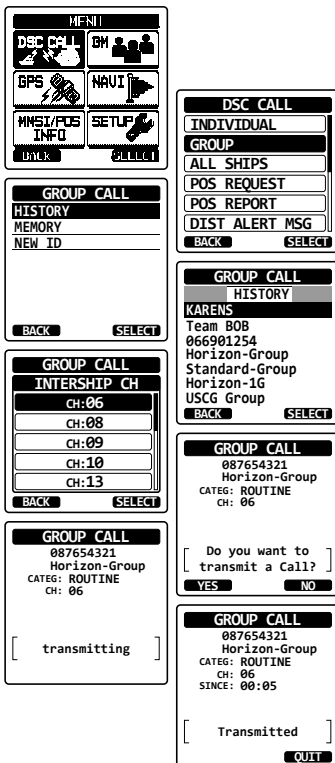 MENU
DSC CALL
GM
GPS
NAVI
MMSI/POS INFO
SETUP
BACK
SELECT
DSC CALL
INDIVIDUAL
GROUP
ALL SHIPS
POS REQUEST
POS REPORT
DIST ALERT MSG
BACK
SELECT
GROUP CALL
HISTORY
MEMORY
NEW ID
BACK
SELECT
GROUP CALL
HISTORY
KARENS
Team BOB
066901254
Horizon-Group
Standard-Group
Horizon-1G
USCG Group
BACK
SELECT
GROUP CALL
INTERSHIP CH
CH:06
CH:08
CH:09
CH:10
CH:13
BACK
SELECT
GROUP CALL
087654321
Horizon-Group
CATEG: ROUTINE
CH: 06
Do you want to
transmit a Call?
YES
NO
GROUP CALL
087654321
Horizon-Group
CATEG: ROUTINE
CH: 06
transmitting
GROUP CALL
087654321
Horizon-Group
CATEG: ROUTINE
CH: 06
SINCE: 00:05
Transmitted
QUIT